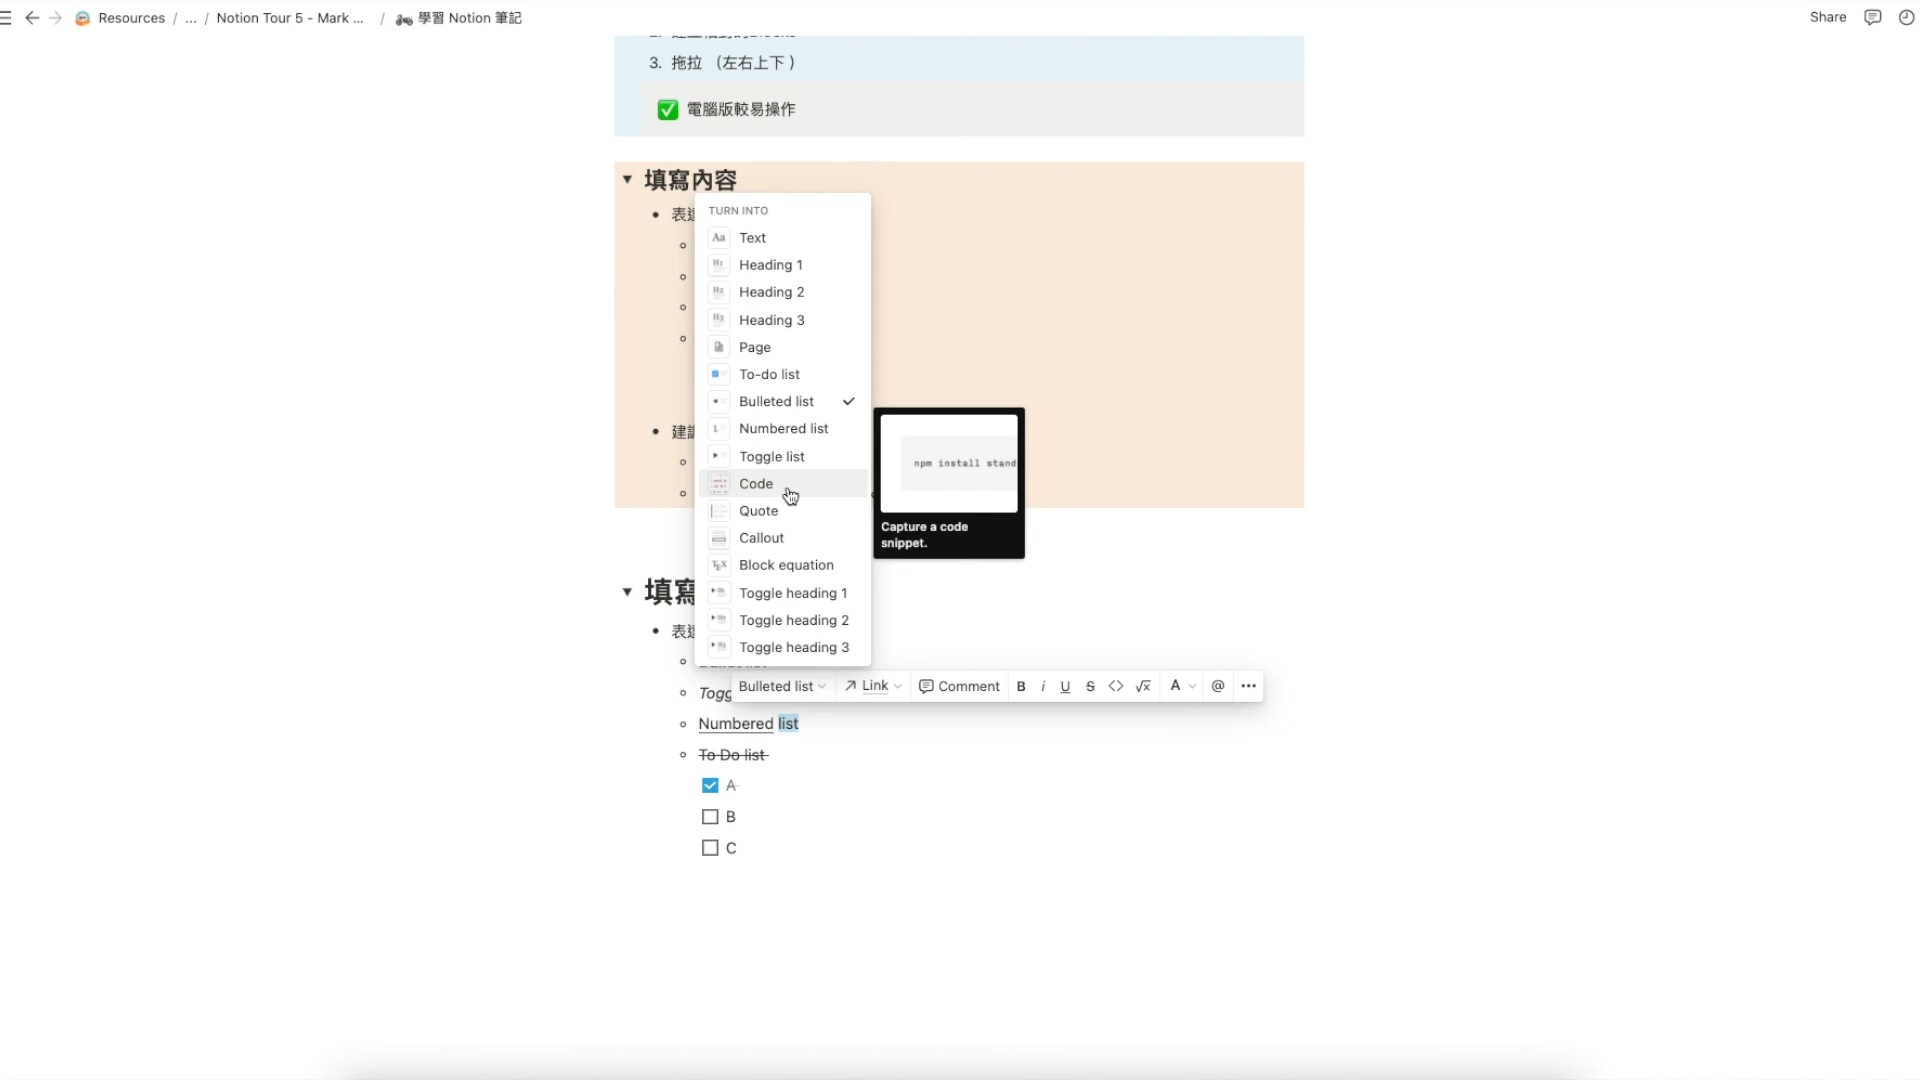 Resources / ... / Notion Tour 5 - Mark ... / 學習 Notion 筆記
Share
3. 拖拉 （左右上下 ）
電腦版較易操作
填寫內容
TURN INTO
Text
Heading 1
Heading 2
Heading 3
Page
To-do list
Bulleted list
Numbered list
Toggle list
Code
Quote
Callout
Block equation
Toggle heading 1
Toggle heading 2
Toggle heading 3
npm install stand
Capture a code
snippet.
填寫
Bulleted list Link Comment B i U S <> √x A @ •••
Togg
Numbered list
To Do list
A
B
C